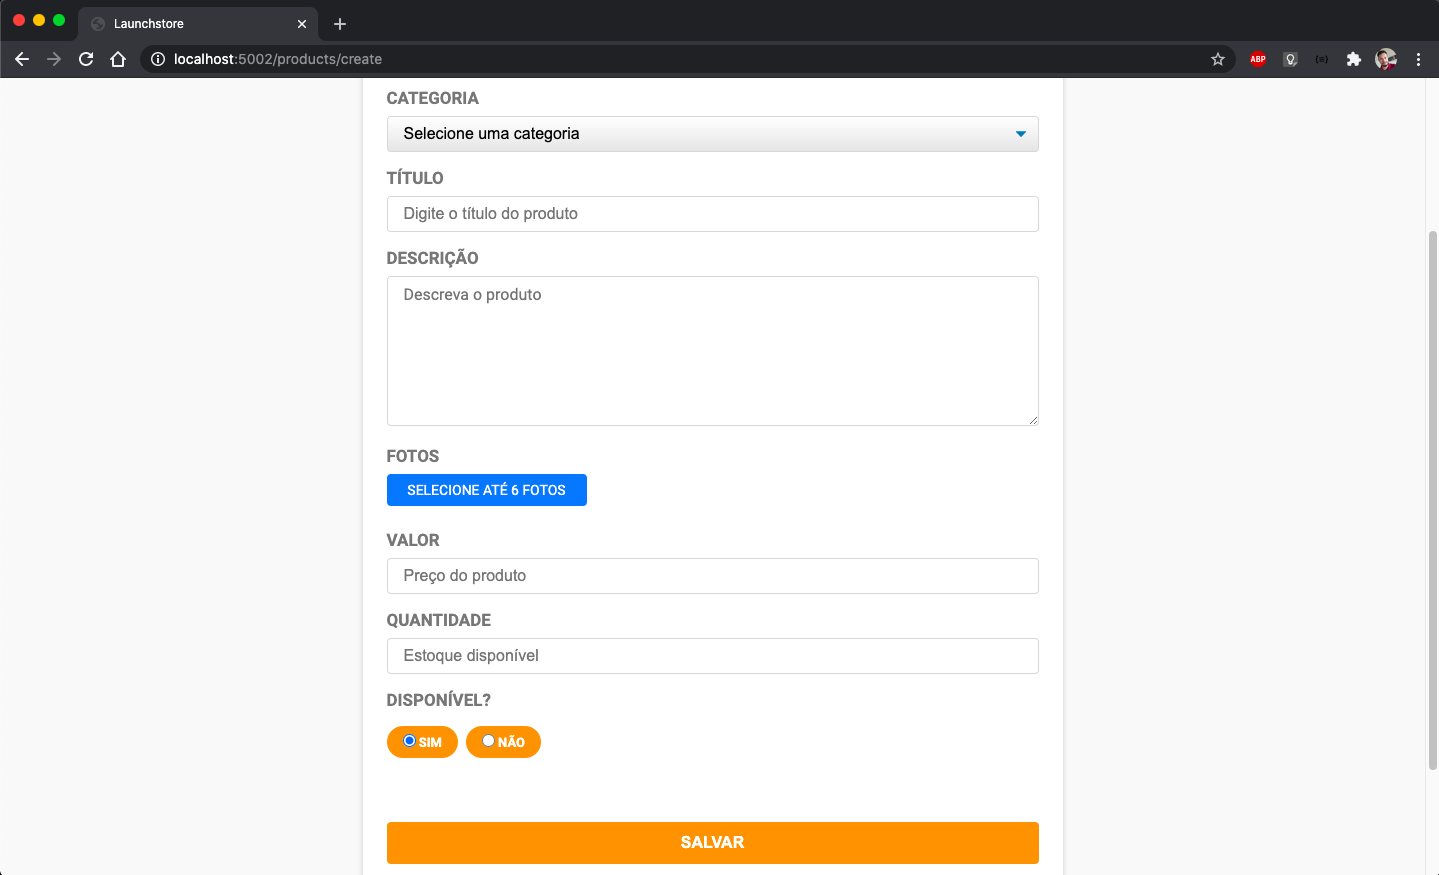 Launchstore
localhost:5002/products/create
ABP
CATEGORIA
Selecione uma categoria
TÍTULO
Digite o título do produto
DESCRIÇÃO
Descreva o produto
FOTOS
SELECIONE ATÉ 6 FOTOS
VALOR
Preço do produto
QUANTIDADE
Estoque disponível
DISPONÍVEL?
SIM NÃO
SALVAR